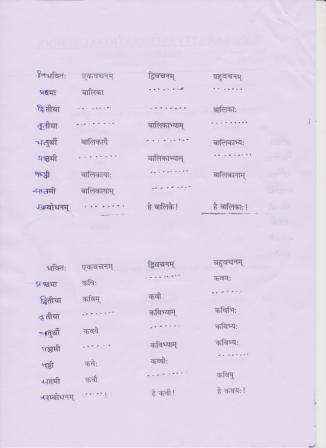 विभक्तिः एकवचनम् द्विवचनम् बहुवचनम्
प्रथमा बालिका ........ ........
द्वितीया ........ ........ बालिकाः
तृतीया ........ बालिकाभ्याम् ........
चतुर्थी बालिकायै ........ बालिकाभ्यः
पञ्चमी ........ बालिकाभ्याम् ........
षष्ठी बालिकायाः ........ बालिकानाम्
सप्तमी बालिकायाम् ........
सम्बोधनम् ........ हे बालिके! हे बालिकाः!
विभक्तिः एकवचनम् द्विवचनम् बहुवचनम्
प्रथमा कविः ........ कवयः
द्वितीया कविम् कवी ........
तृतीया ........ कविभ्याम् कविभिः
चतुर्थी कवये ........ कविभ्यः
पञ्चमी ........ कविभ्याम् कविभ्यः
षष्ठी कवेः कव्योः ........
सप्तमी कवौ ........ कविषु
सम्बोधनम् ........! हे कवी! हे कवयः!